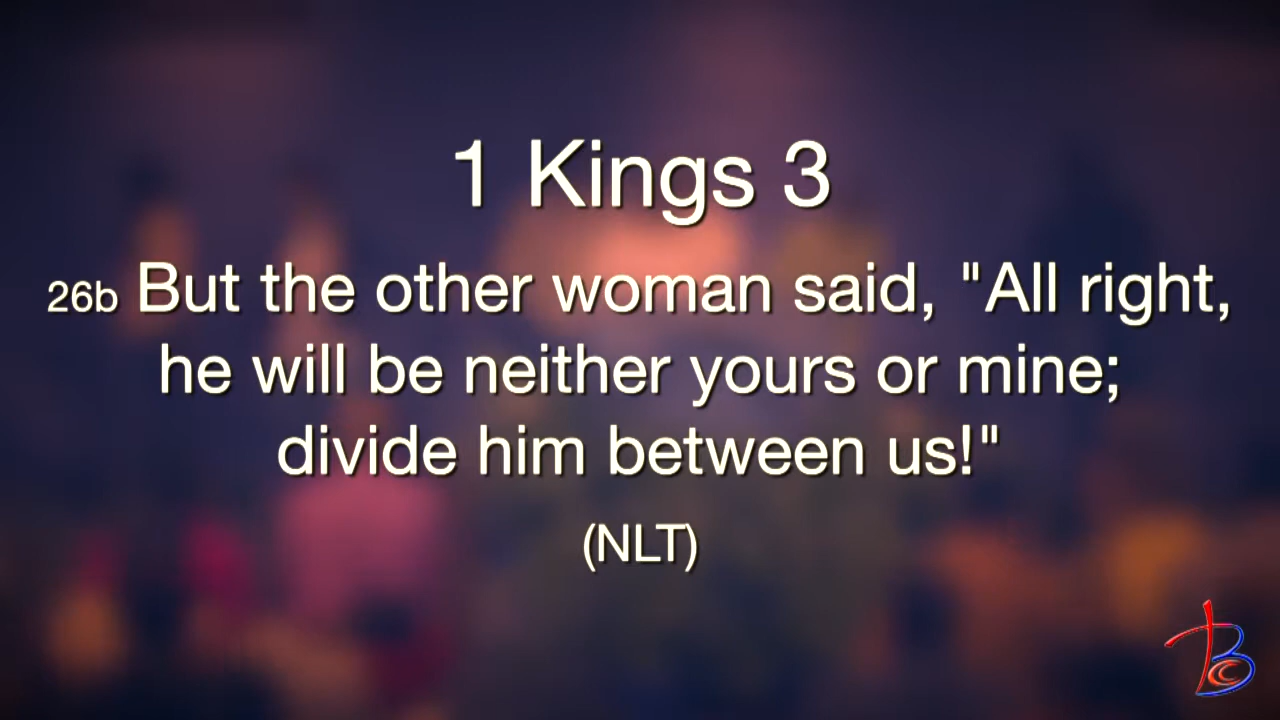 1 Kings 3
26b But the other woman said, "All right,
he will be neither yours or mine;
divide him between us!"
(NLT)
BCC